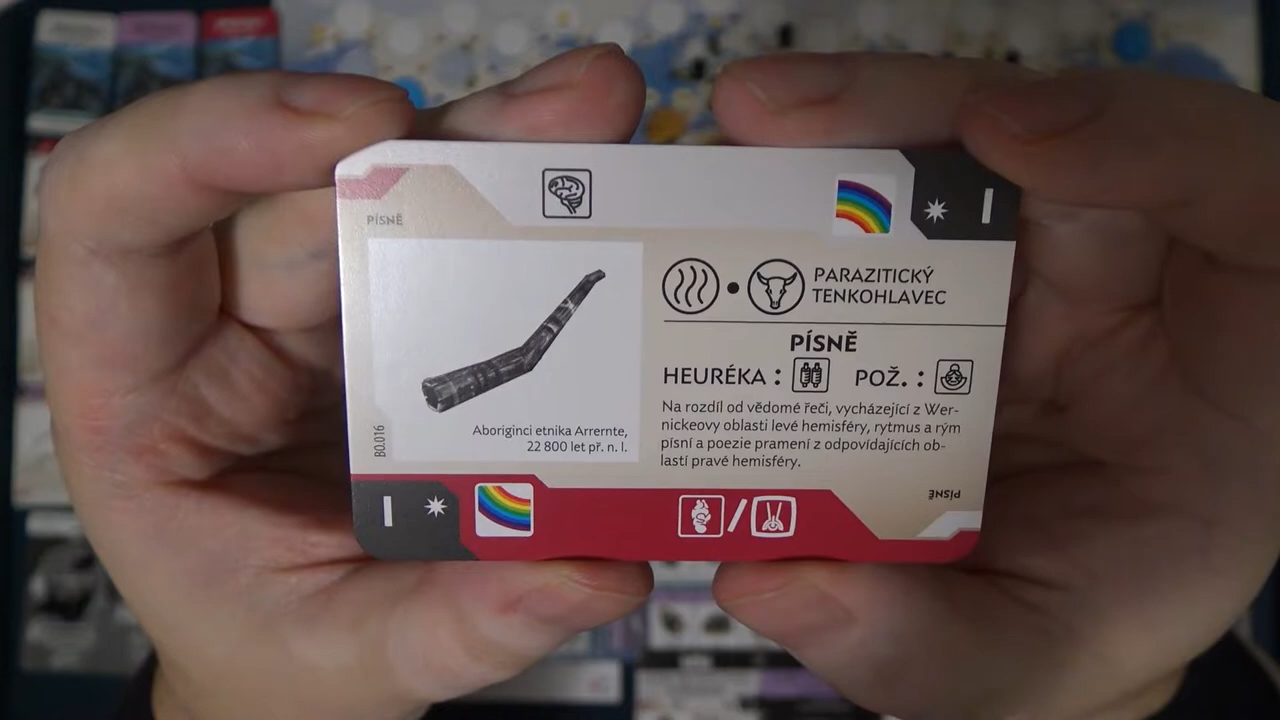 PÍSNĚ
I
PARAZITICKÝ
TENKOHLAVEC
PÍSNĚ
HEURÉKA :
POŽ. :
Na rozdíl od vědomé řeči, vycházející z Wer-
nickeovy oblasti levé hemisféry, rytmus a rým
písní a poezie pramení z odpovídajících ob-
lastí pravé hemisféry.
Aboriginci etnika Arrernte,
22 800 let př. n. l.
B0.016
PÍSNĚ
I
/